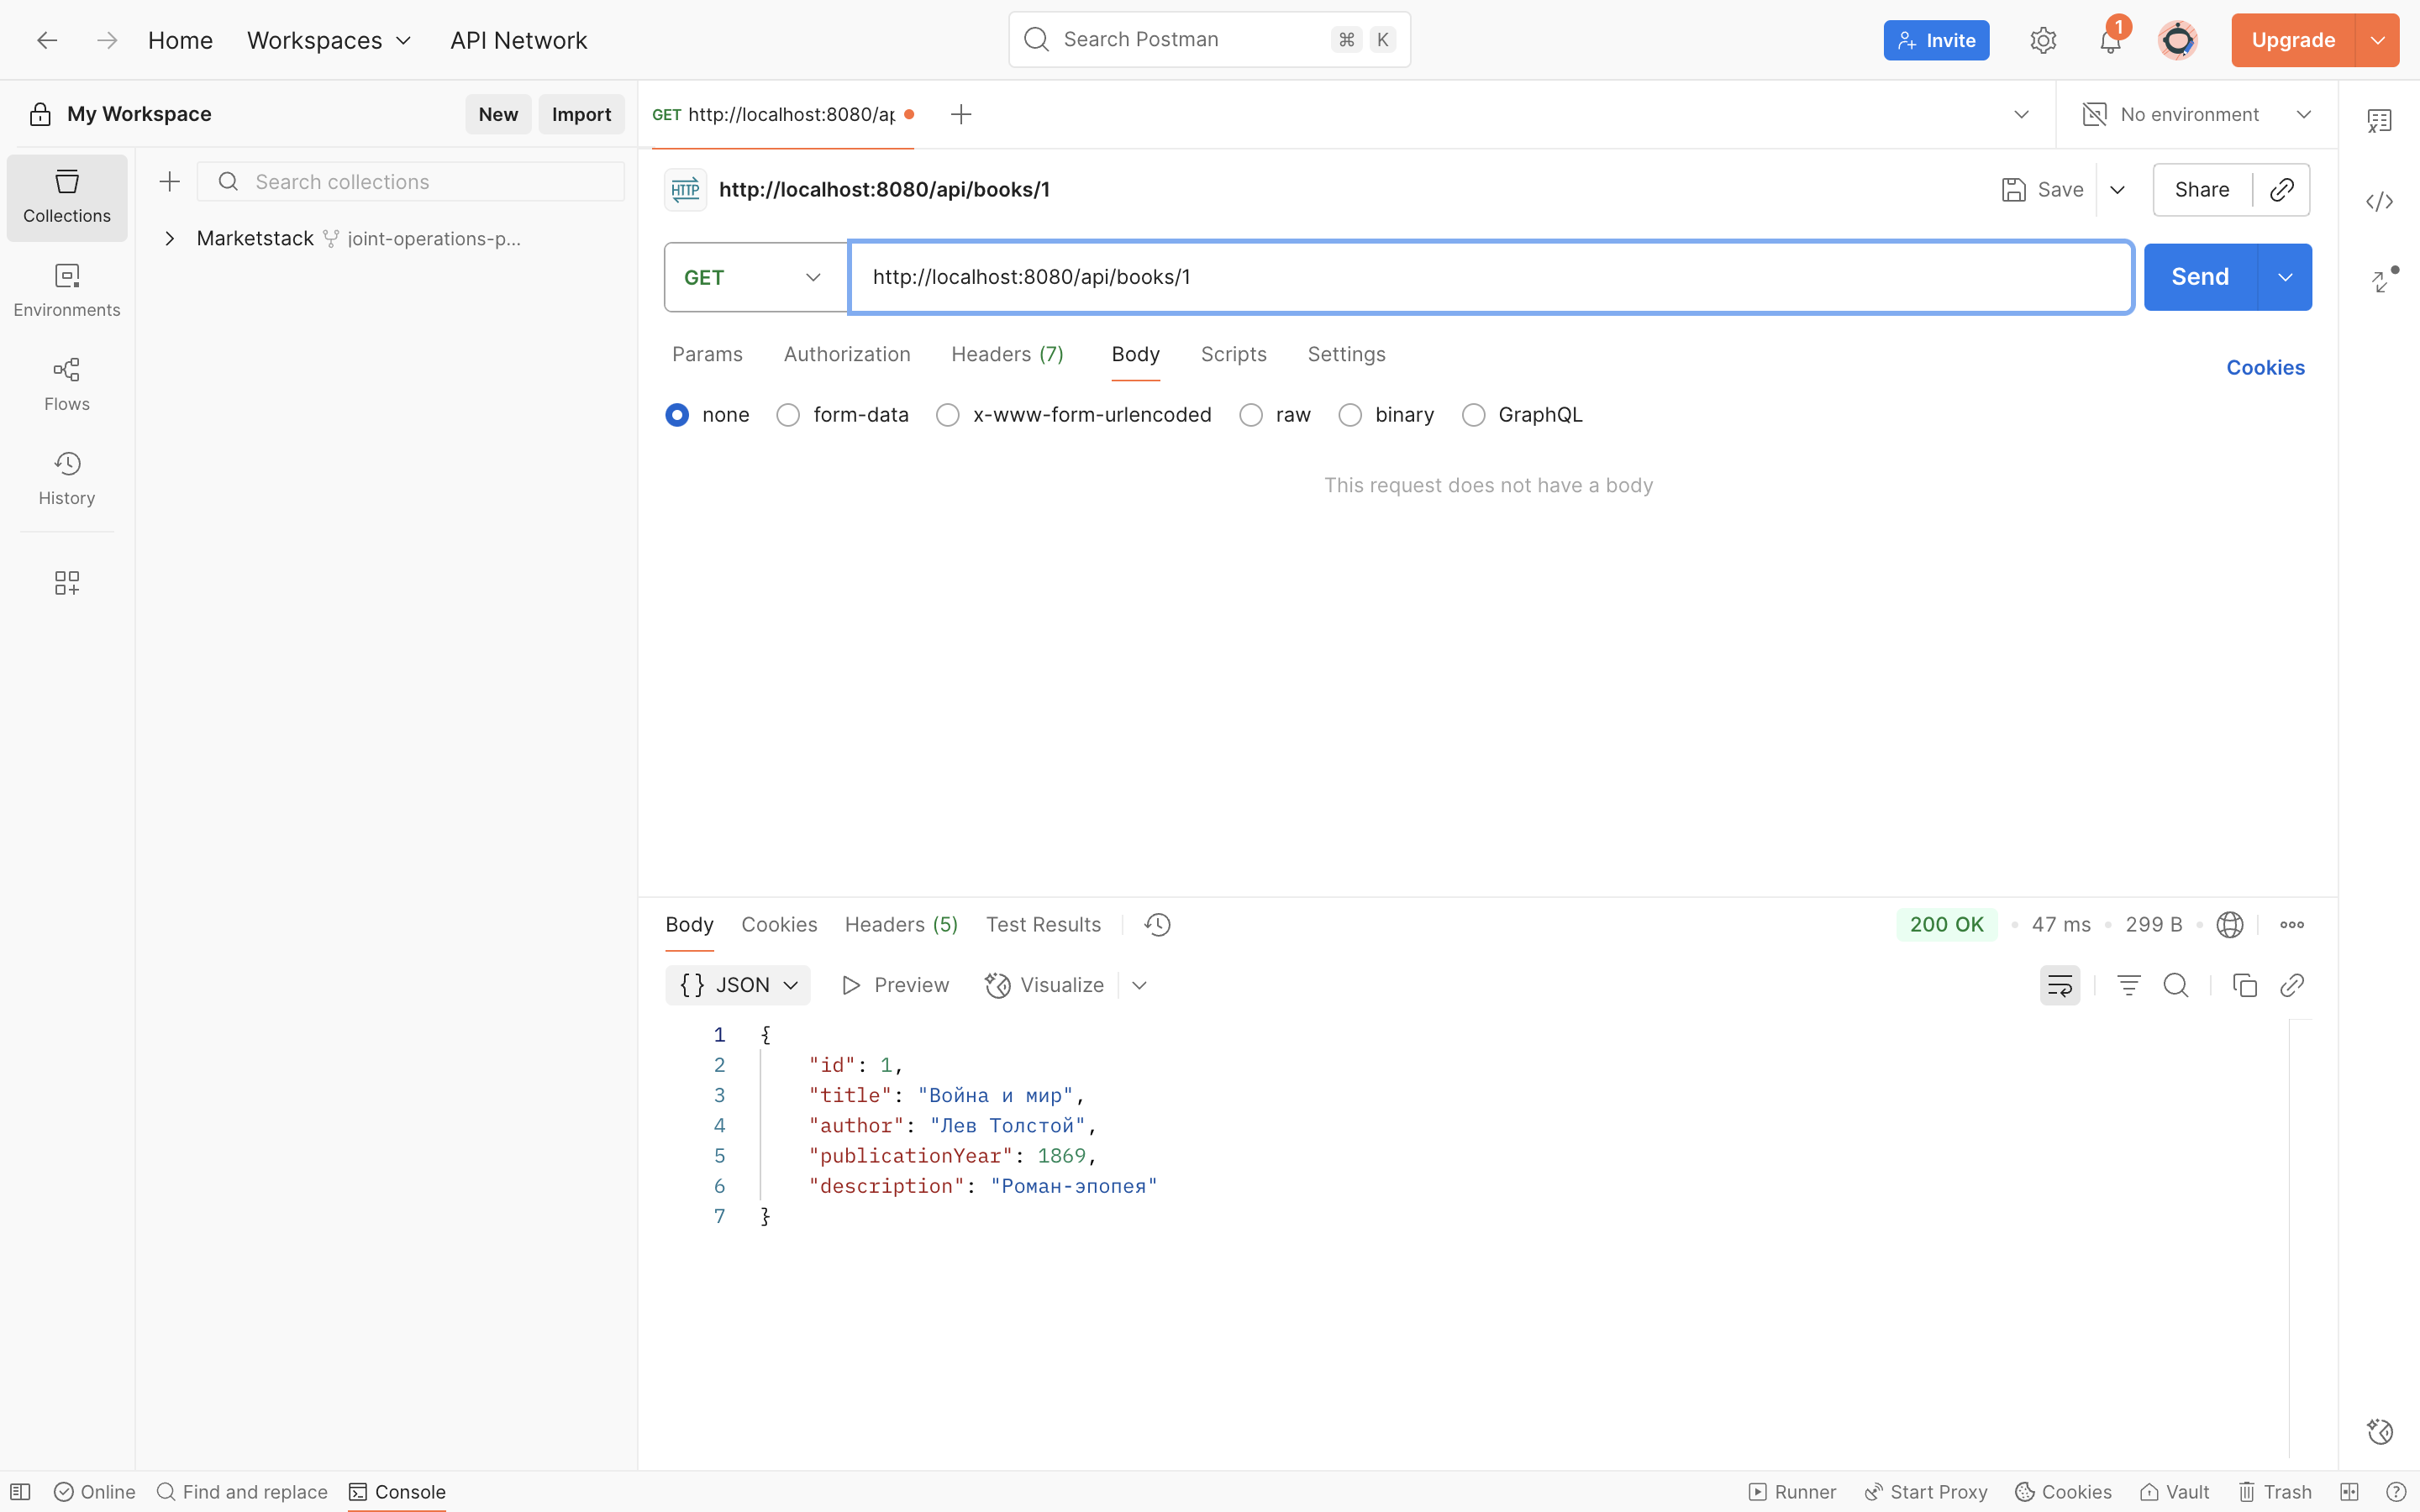 Home Workspaces API Network Search Postman ⌘ K Invite 1 Upgrade
My Workspace New Import GET http://localhost:8080/ap No environment
Collections Search collections HTTP http://localhost:8080/api/books/1 Save Share
Marketstack joint-operations-p...
GET http://localhost:8080/api/books/1 Send
Environments
Params Authorization Headers (7) Body Scripts Settings Cookies
Flows none form-data x-www-form-urlencoded raw binary GraphQL
History This request does not have a body
Body Cookies Headers (5) Test Results 200 OK • 47 ms • 299 B •
{} JSON Preview Visualize
1 {
2 "id": 1,
3 "title": "Война и мир",
4 "author": "Лев Толстой",
5 "publicationYear": 1869,
6 "description": "Роман-эпопея"
7 }
Online Find and replace Console Runner Start Proxy Cookies Vault Trash